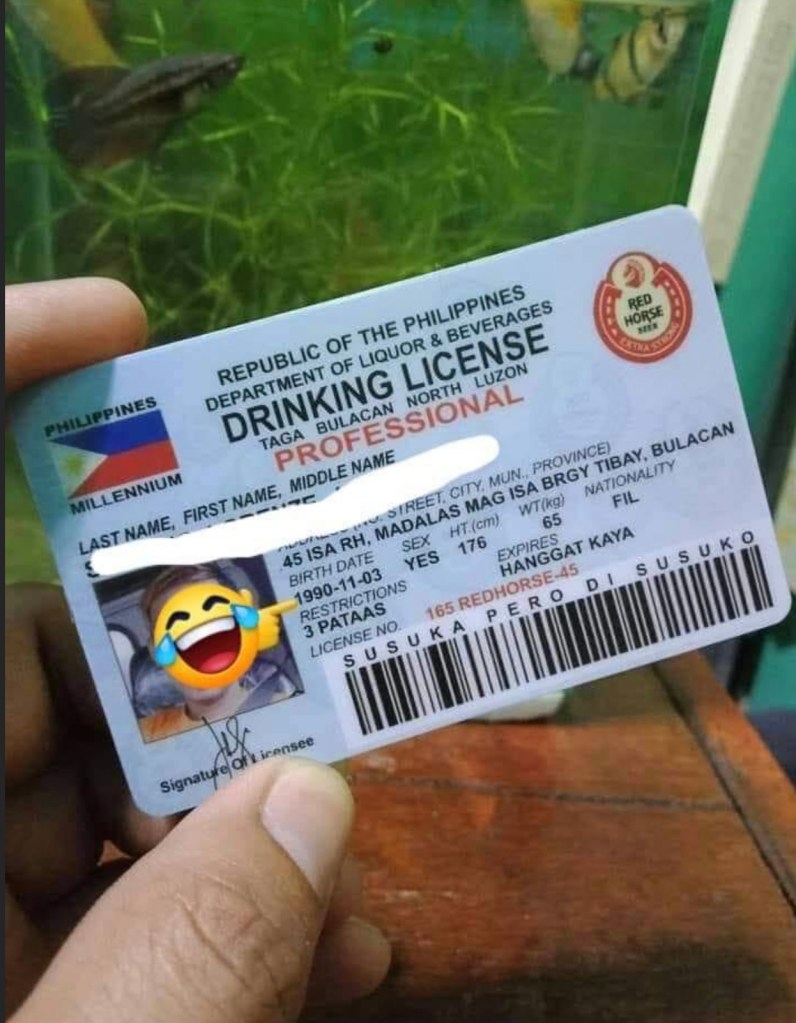 REPUBLIC OF THE PHILIPPINES
DEPARTMENT OF LIQUOR & BEVERAGES
DRINKING LICENSE
TAGA BULACAN NORTH LUZON
PROFESSIONAL
RED
HORSE
BEER
EXTRA STRONG
PHILIPPINES
MILLENNIUM
LAST NAME, FIRST NAME, MIDDLE NAME
STREET, CITY, MUN., PROVINCE)
45 ISA RH, MADALAS MAG ISA BRGY TIBAY, BULACAN
BIRTH DATE SEX HT.(cm) WT(kg) NATIONALITY
1990-11-03 YES 176 65 FIL
RESTRICTIONS EXPIRES
3 PATAAS HANGGAT KAYA
LICENSE NO. 165 REDHORSE-45
SUSUKA PERO DI SUSUKO
Signature Of Licensee